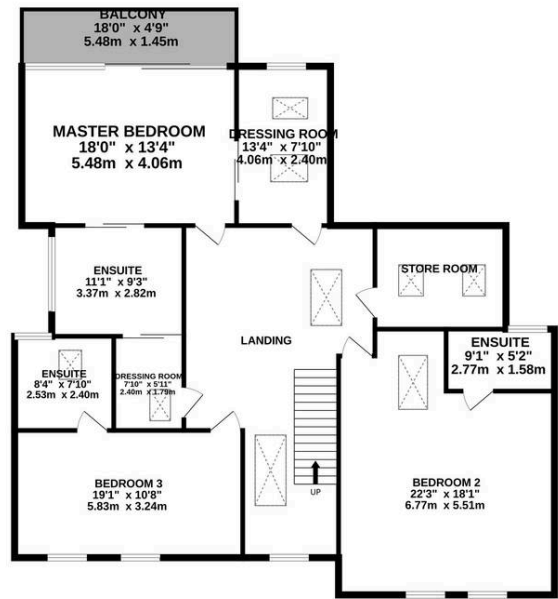 BALCONY
18'0" x 4'9"
5.48m x 1.45m
MASTER BEDROOM
18'0" x 13'4"
5.48m x 4.06m
DRESSING ROOM
13'4" x 7'10"
4.06m x 2.40m
ENSUITE
11'1" x 9'3"
3.37m x 2.82m
STORE ROOM
LANDING
ENSUITE
9'1" x 5'2"
2.77m x 1.58m
ENSUITE
8'4" x 7'10"
2.53m x 2.40m
DRESSING ROOM
7'10" x 5'11"
2.40m x 1.79m
BEDROOM 3
19'1" x 10'8"
5.83m x 3.24m
UP
BEDROOM 2
22'3" x 18'1"
6.77m x 5.51m